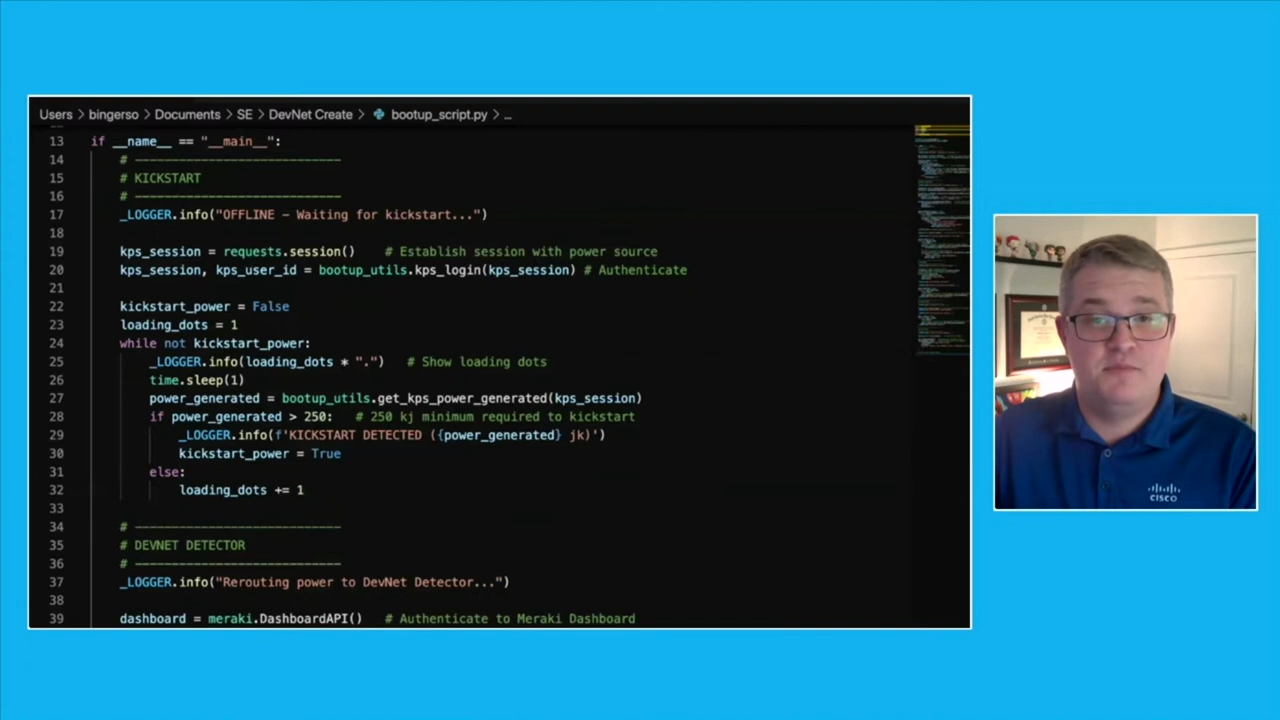 Users > bingerso > Documents > SE > DevNet Create > bootup_script.py > ...
13 if __name__ == "__main__":
14 # ----------------------------
15 # KICKSTART
16 # ----------------------------
17 _LOGGER.info("OFFLINE - Waiting for kickstart...")
18
19 kps_session = requests.session() # Establish session with power source
20 kps_session, kps_user_id = bootup_utils.kps_login(kps_session) # Authenticate
21
22 kickstart_power = False
23 loading_dots = 1
24 while not kickstart_power:
25 _LOGGER.info(loading_dots * ".") # Show loading dots
26 time.sleep(1)
27 power_generated = bootup_utils.get_kps_power_generated(kps_session)
28 if power_generated > 250: # 250 kj minimum required to kickstart
29 _LOGGER.info(f'KICKSTART DETECTED ({power_generated} jk)')
30 kickstart_power = True
31 else:
32 loading_dots += 1
33
34 # ----------------------------
35 # DEVNET DETECTOR
36 # ----------------------------
37 _LOGGER.info("Rerouting power to DevNet Detector...")
38
39 dashboard = meraki.DashboardAPI() # Authenticate to Meraki Dashboard
CISCO